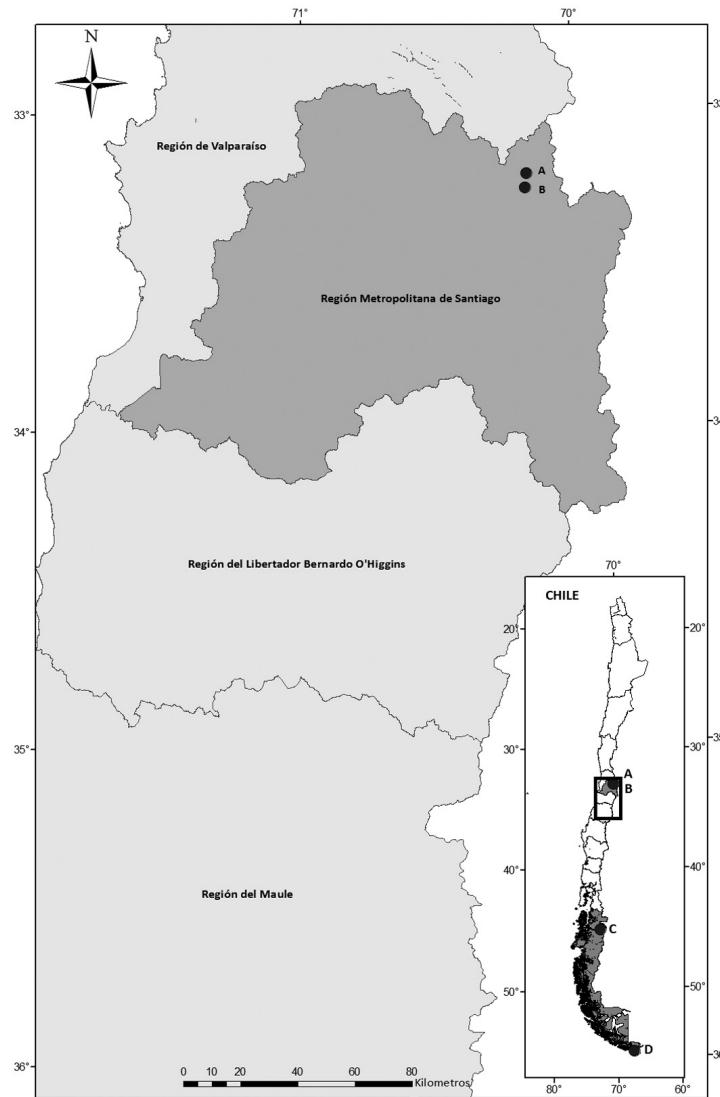 71°
70°
N
33°
33
Región de Valparaíso
A
B
Región Metropolitana de Santiago
34°
34
Región del Libertador Bernardo O'Higgins
70°
CHILE
20°
20°
35°
35
30°
30°
A
B
Región del Maule
40°
40°
C
50°
50°
D
36°
36
0 10 20 40 60 80
Kilometros
80°
70°
60°